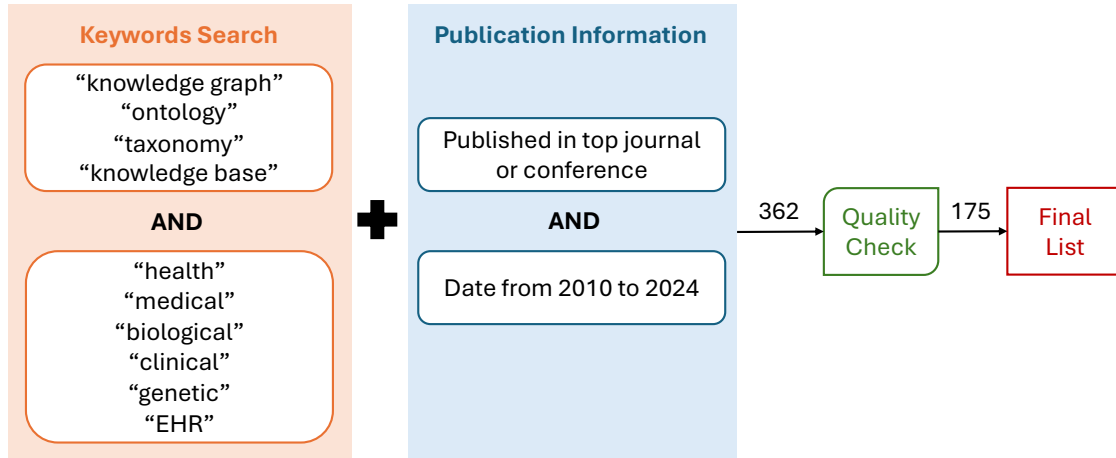 Keywords Search
“knowledge graph”
“ontology”
“taxonomy”
“knowledge base”
AND
“health”
“medical”
“biological”
“clinical”
“genetic”
“EHR”
Publication Information
Published in top journal
or conference
AND
Date from 2010 to 2024
362
Quality
Check
175
Final
List